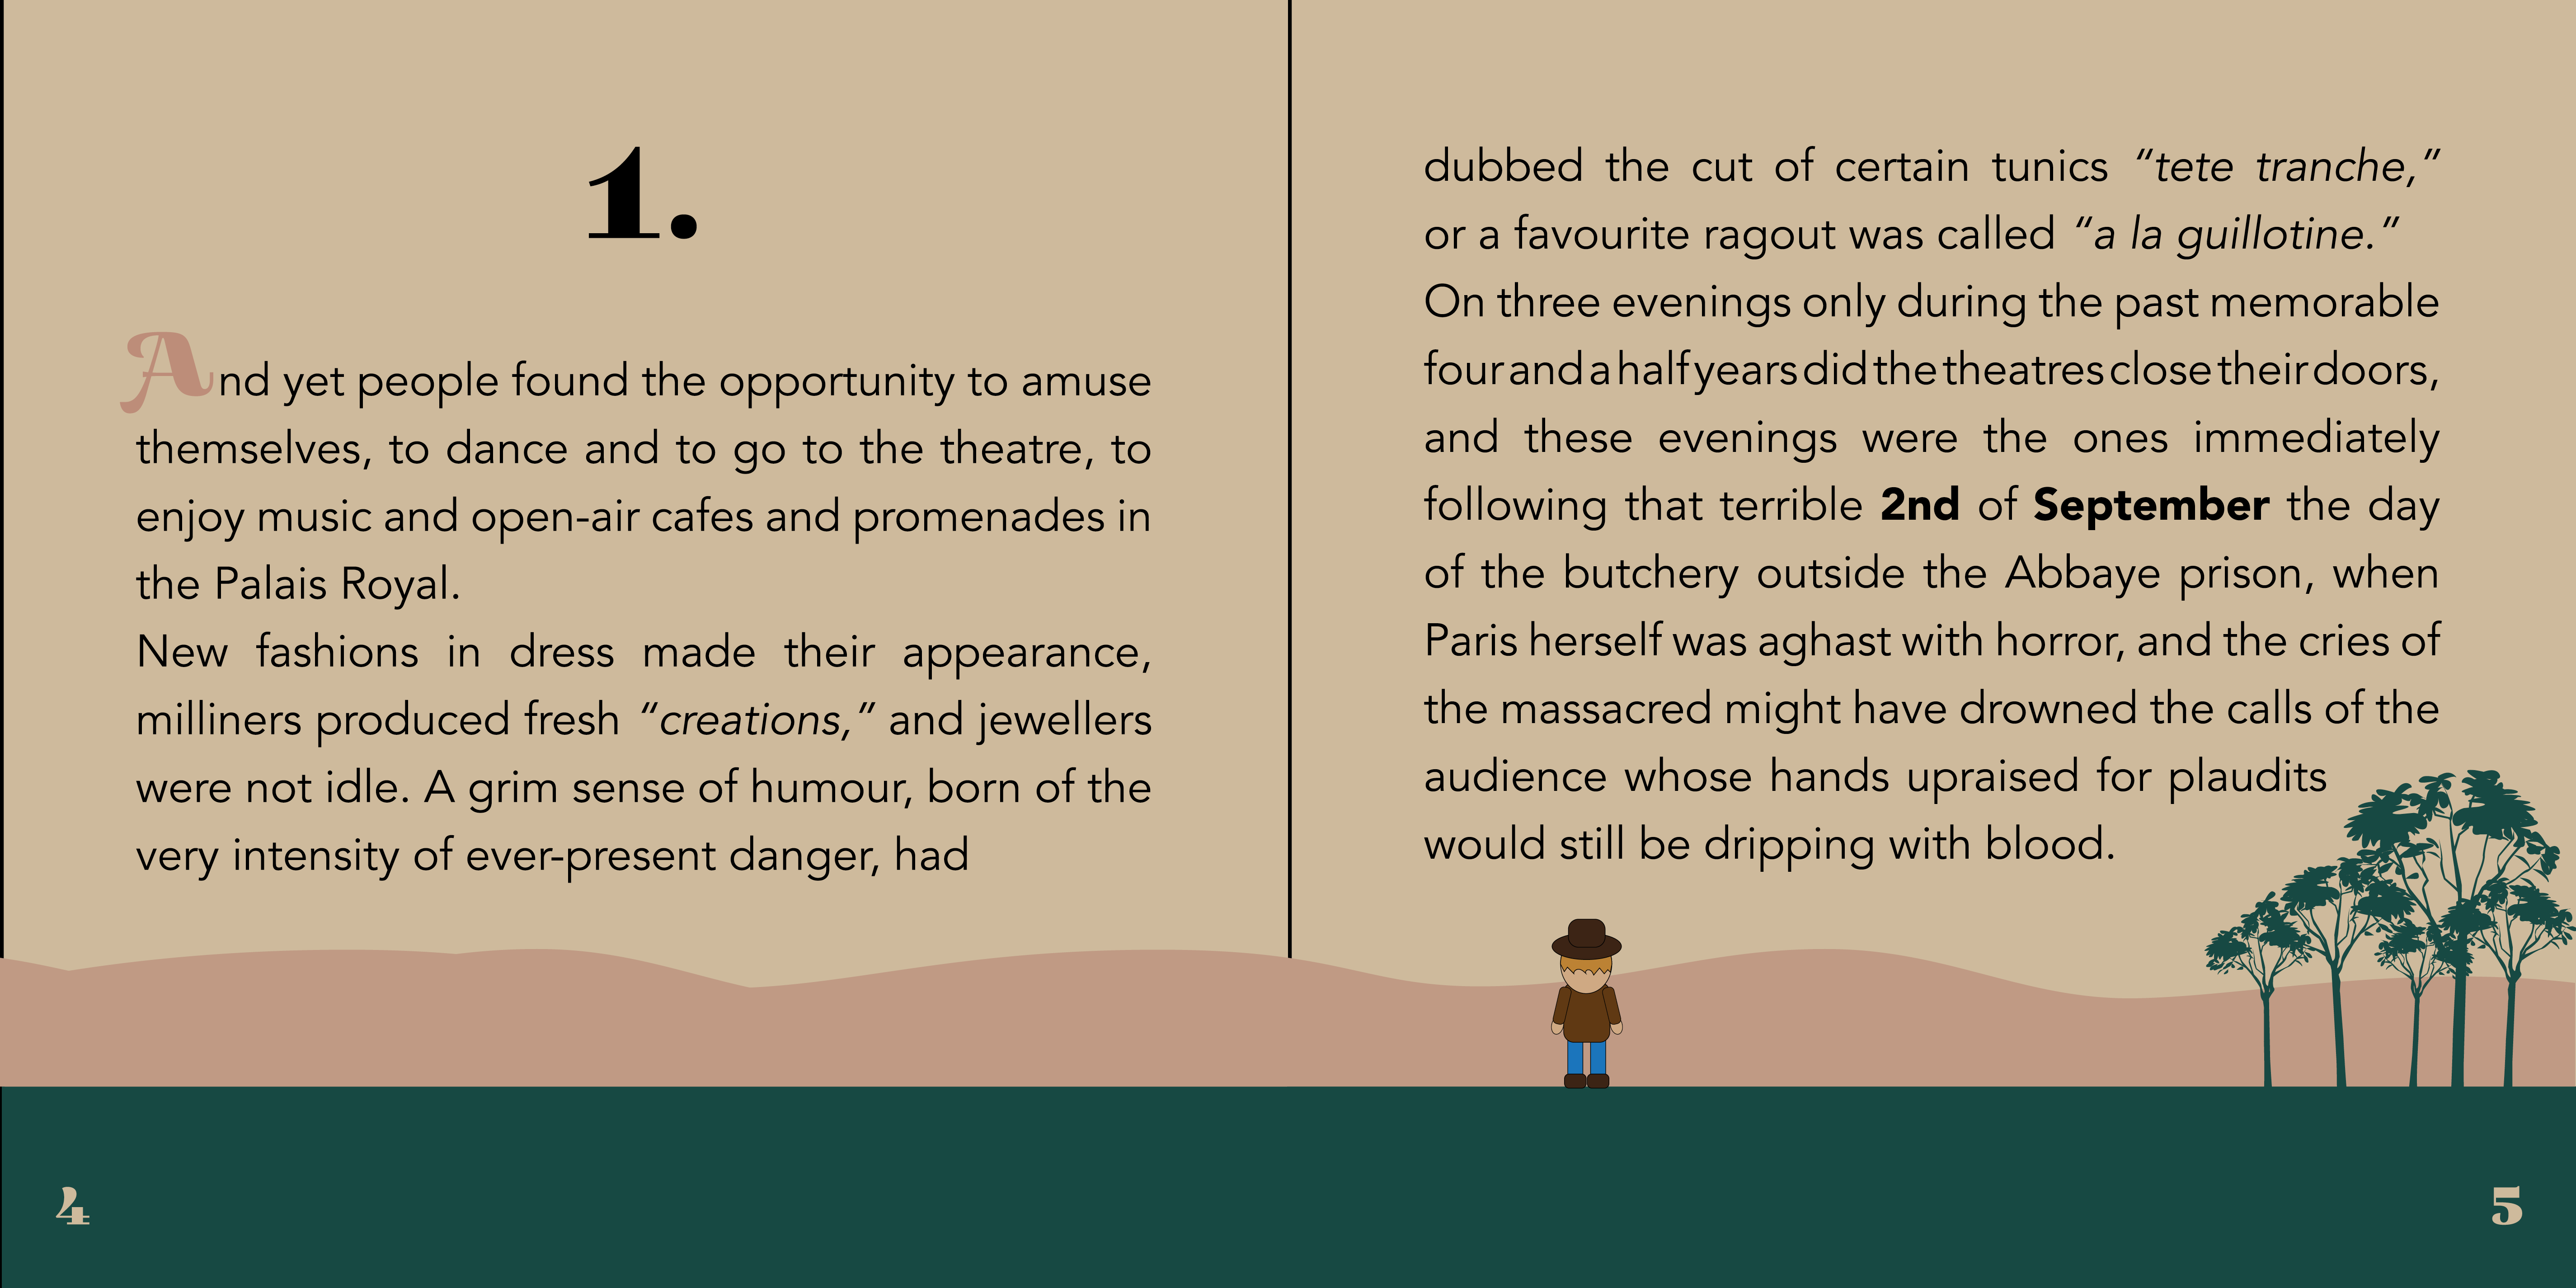 1.
And yet people found the opportunity to amuse
themselves, to dance and to go to the theatre, to
enjoy music and open-air cafes and promenades in
the Palais Royal.
New fashions in dress made their appearance,
milliners produced fresh “creations,” and jewellers
were not idle. A grim sense of humour, born of the
very intensity of ever-present danger, had
4
dubbed the cut of certain tunics “tete tranche,”
or a favourite ragout was called “a la guillotine.”
On three evenings only during the past memorable
four and a half years did the theatres close their doors,
and these evenings were the ones immediately
following that terrible 2nd of September the day
of the butchery outside the Abbaye prison, when
Paris herself was aghast with horror, and the cries of
the massacred might have drowned the calls of the
audience whose hands upraised for plaudits
would still be dripping with blood.
5